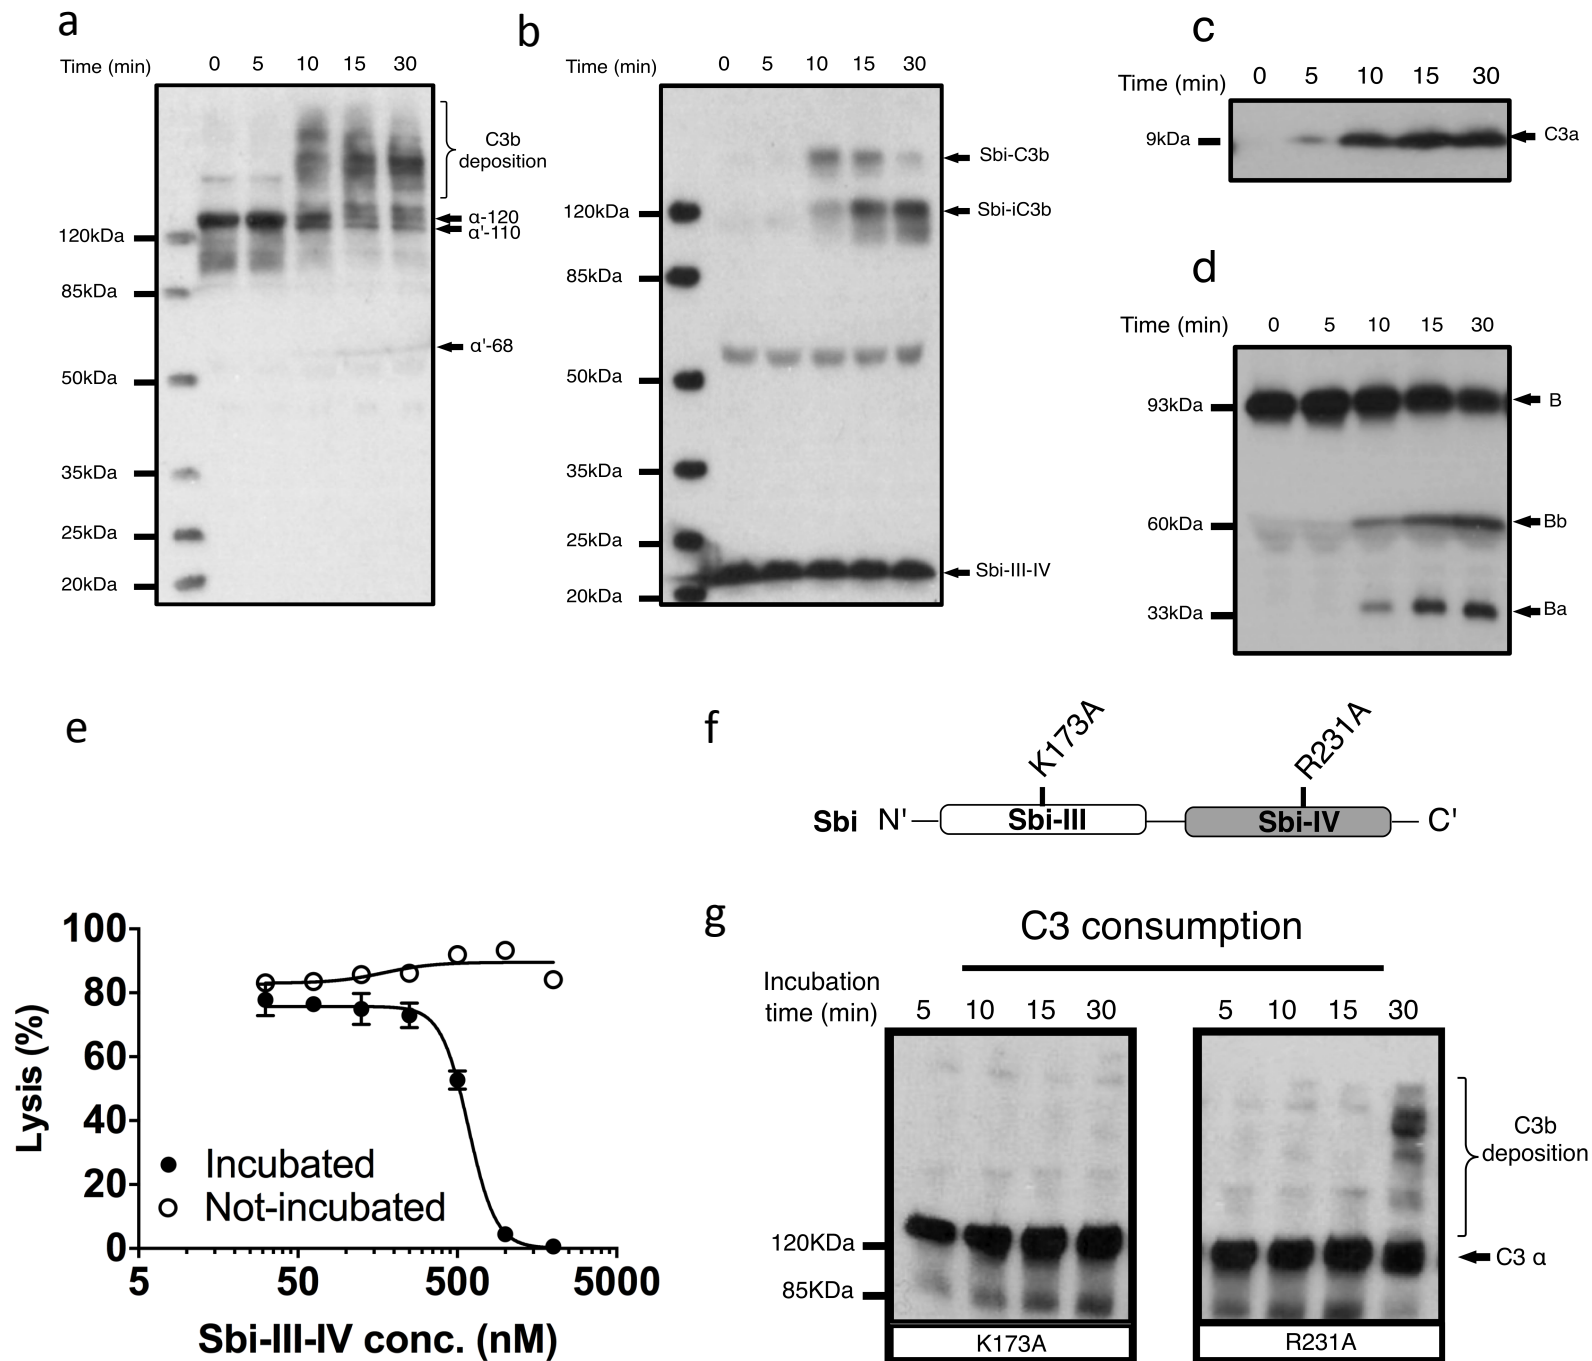 a
Time (min) 0 5 10 15 30
C3b
deposition
α-120
α'-110
120kDa
85kDa
α'-68
50kDa
35kDa
25kDa
20kDa
b
Time (min) 0 5 10 15 30
Sbi-C3b
120kDa
Sbi-iC3b
85kDa
50kDa
35kDa
25kDa
Sbi-III-IV
20kDa
c
Time (min) 0 5 10 15 30
9kDa
C3a
d
Time (min) 0 5 10 15 30
93kDa
B
60kDa
Bb
33kDa
Ba
e
100
80
60
40
20
0
Lysis (%)
Incubated
Not-incubated
5 50 500 5000
Sbi-III-IV conc. (nM)
f
K173A
R231A
Sbi N' Sbi-III Sbi-IV C'
g
C3 consumption
Incubation
time (min) 5 10 15 30 5 10 15 30
C3b
deposition
120KDa
C3 α
85KDa
K173A
R231A